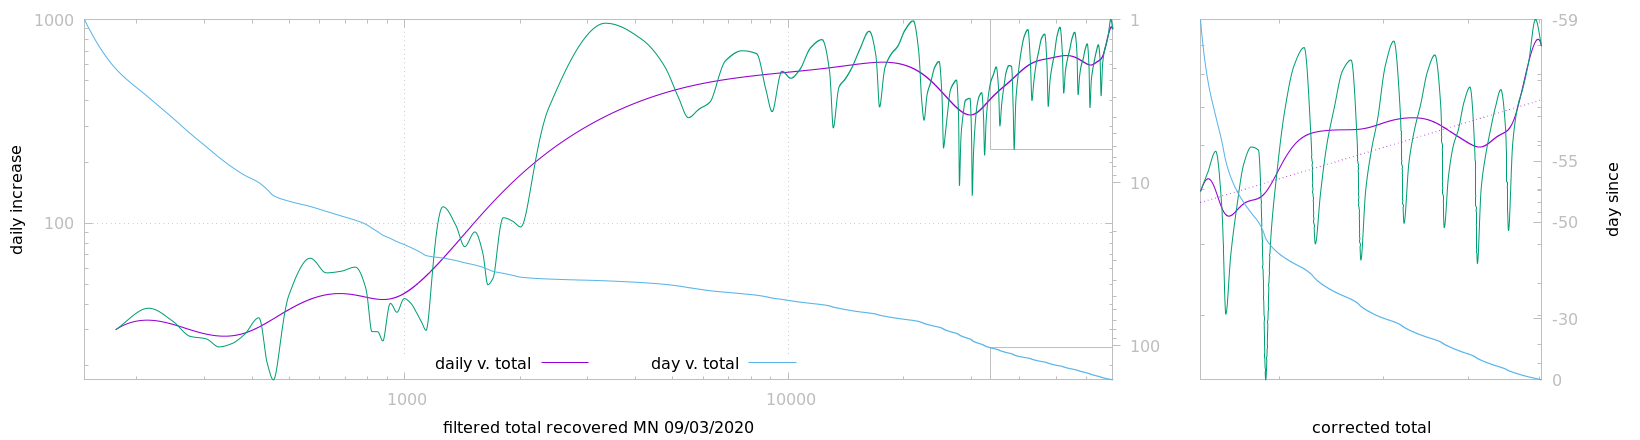 1000
100
daily increase
1000
10000
filtered total recovered MN 09/03/2020
daily v. total
day v. total
1
10
100
-59
-55
-50
-30
0
day since
corrected total